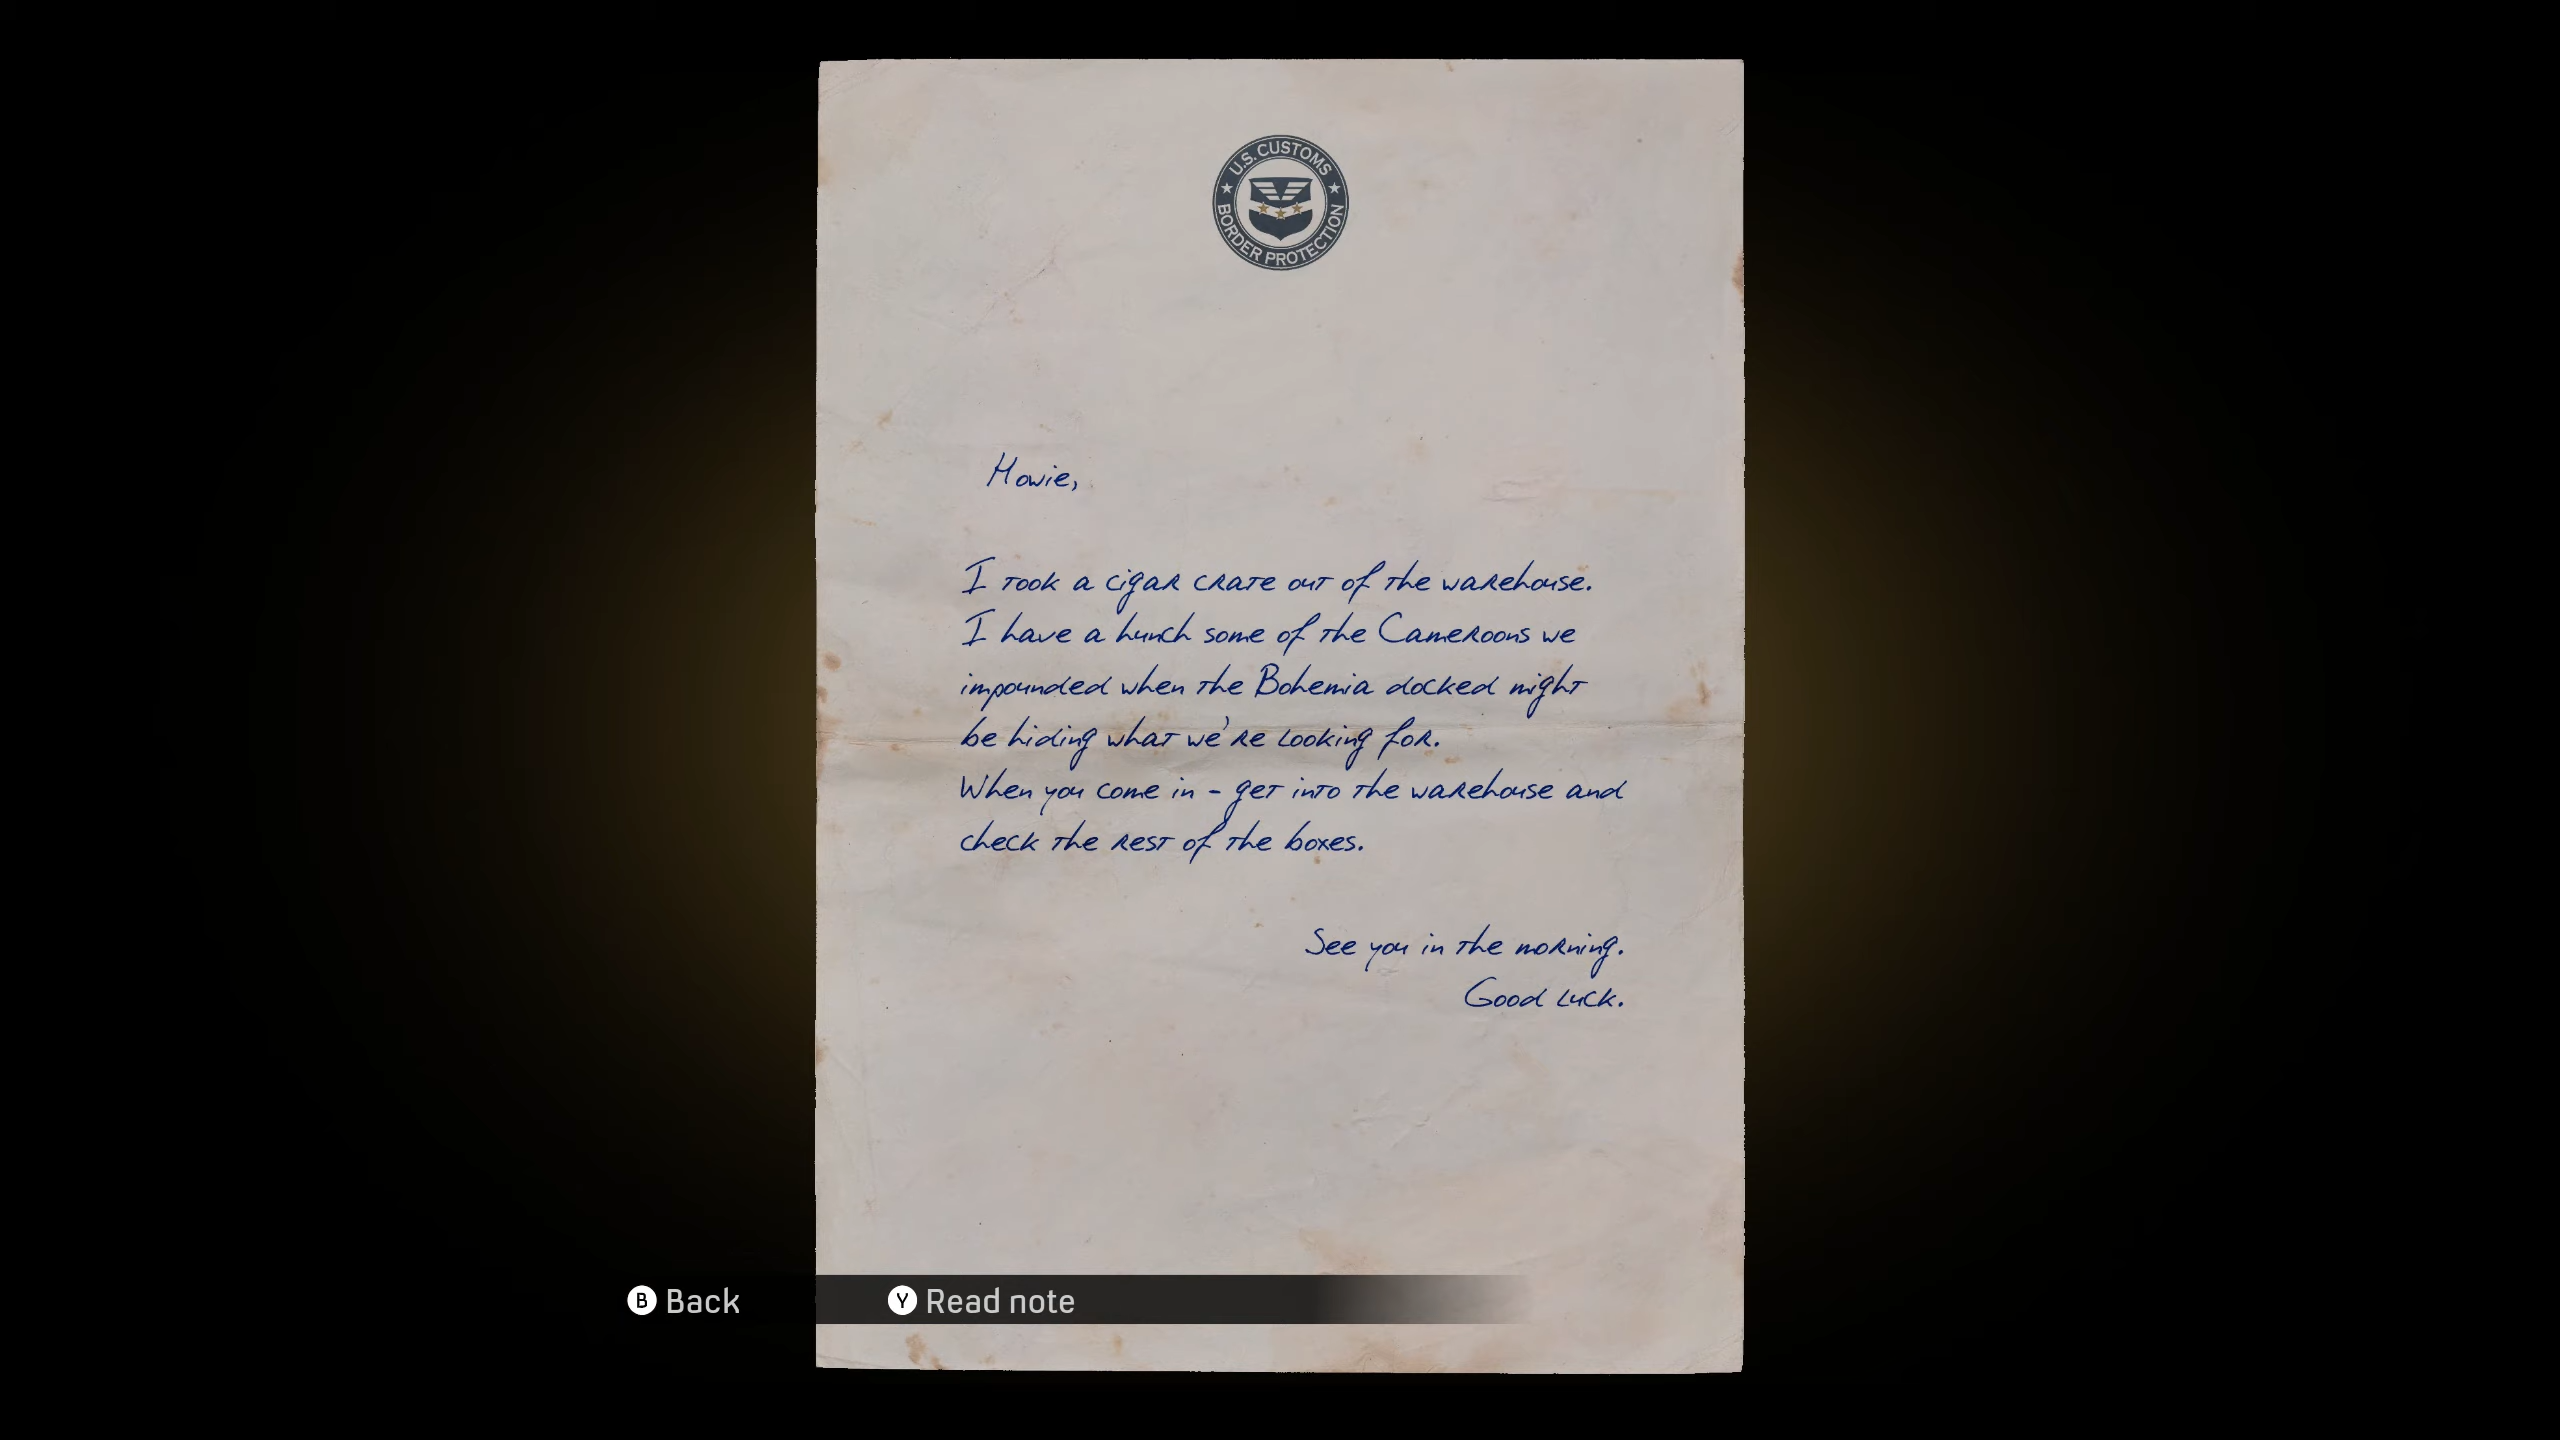 U.S. CUSTOMS
BORDER PROTECTION
Howie,
I took a cigar crate out of the warehouse.
I have a hunch some of the Cameroons we
impounded when the Bohemia docked might
be hiding what we're looking for.
When you come in - get into the warehouse and
check the rest of the boxes.
See you in the morning.
Good luck.
B Back
Y Read note